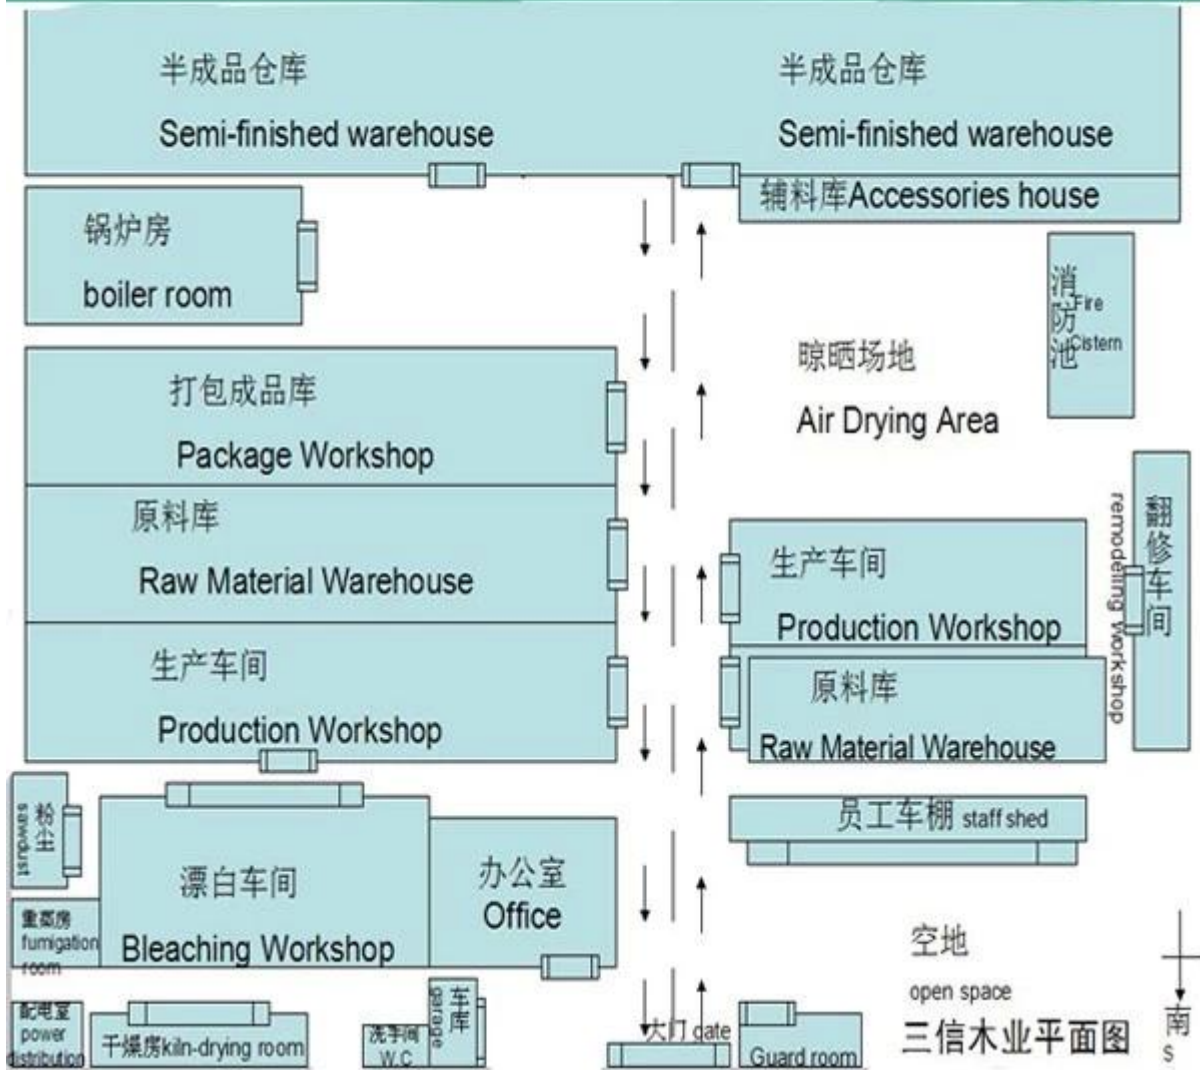 半成品仓库
Semi-finished warehouse
半成品仓库
Semi-finished warehouse
辅料库Accessories house
锅炉房
boiler room
消防池
Fire
Cistern
晾晒场地
Air Drying Area
打包成品库
Package Workshop
原料库
Raw Material Warehouse
生产车间
Production Workshop
生产车间
Production Workshop
原料库
Raw Material Warehouse
翻修车间
remodeling workshop
粉尘
sawdust
漂白车间
Bleaching Workshop
办公室
Office
员工车棚 staff shed
重蒸房
fumigation
room
空地
open space
配电室
power
distribution
干燥房kiln-drying room
洗手间
W.C
车库
garage
大门 gate
Guard room
三信木业平面图
南
S